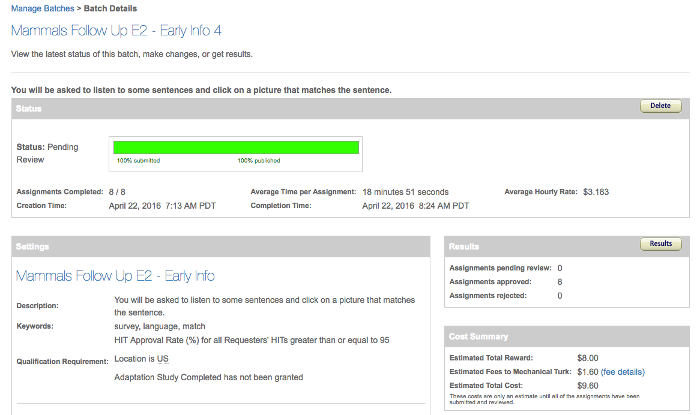 Manage Batches > Batch Details
Mammals Follow Up E2 - Early Info 4
View the latest status of this batch, make changes, or get results.
You will be asked to listen to some sentences and click on a picture that matches the sentence.
Status
Delete
Status: Pending Review
100% submitted 100% published
Assignments Completed: 8 / 8 Average Time per Assignment: 18 minutes 51 seconds Average Hourly Rate: $3.183
Creation Time: April 22, 2016 7:13 AM PDT Completion Time: April 22, 2016 8:24 AM PDT
Settings
Mammals Follow Up E2 - Early Info
Description: You will be asked to listen to some sentences and click on a picture that matches
the sentence.
Keywords: survey, language, match
HIT Approval Rate (%) for all Requesters' HITs greater than or equal to 95
Qualification Requirement: Location is US
Adaptation Study Completed has not been granted
Results
Results
Assignments pending review: 0
Assignments approved: 8
Assignments rejected: 0
Cost Summary
Estimated Total Reward: $8.00
Estimated Fees to Mechanical Turk: $1.60 (fee details)
Estimated Total Cost: $9.60
These costs are only an estimate until all of the assignments have been
submitted and reviewed.